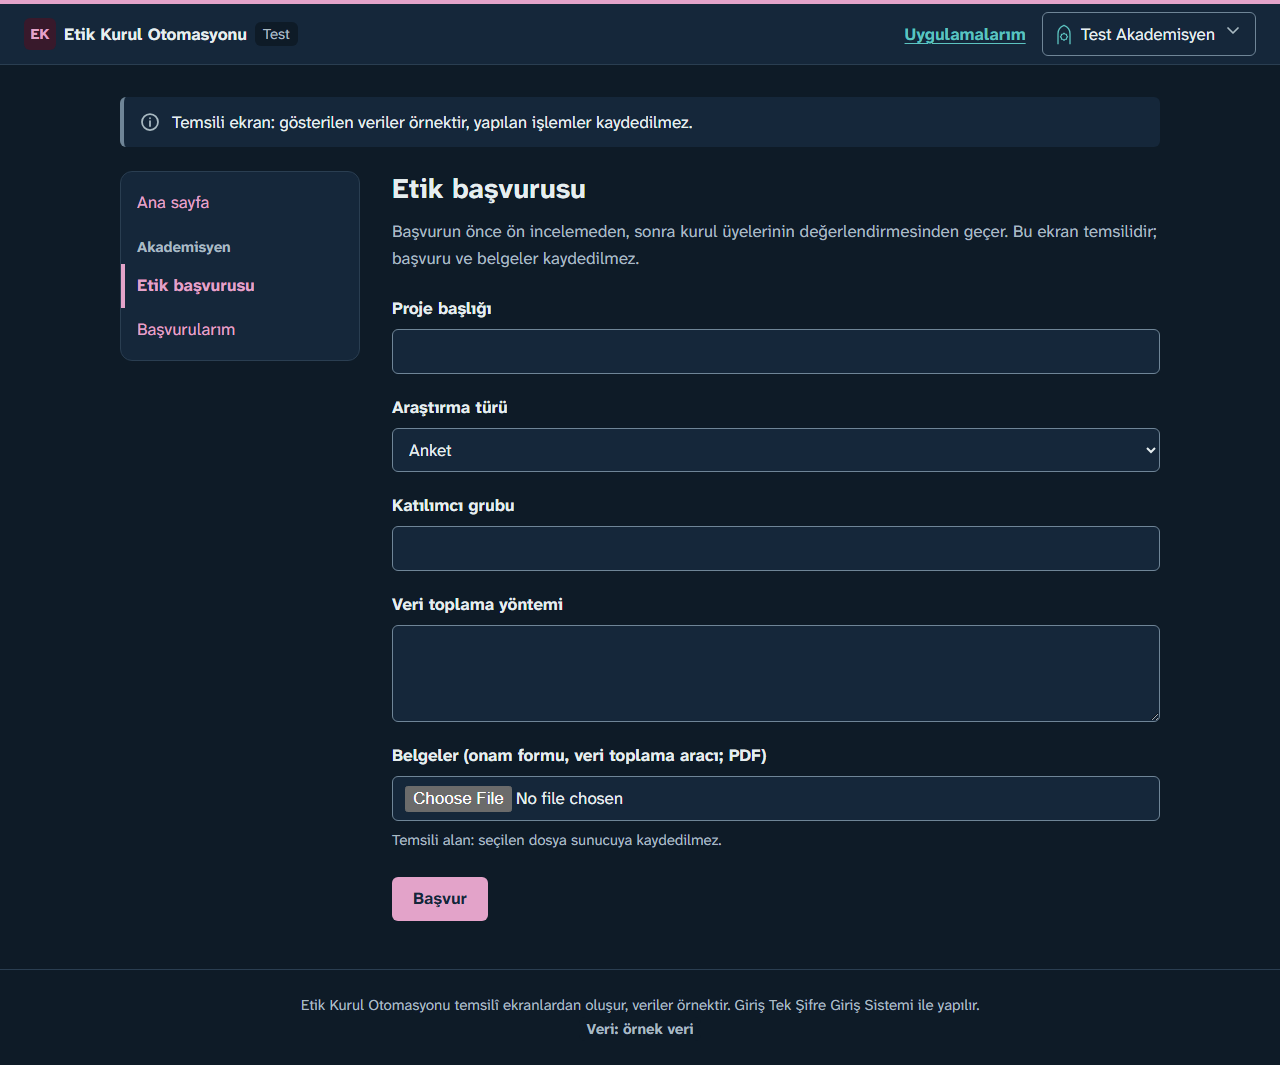 EK Etik Kurul Otomasyonu Test
Uygulamalarım
Test Akademisyen
Temsili ekran: gösterilen veriler örnektir, yapılan işlemler kaydedilmez.
Ana sayfa
Akademisyen
Etik başvurusu
Başvurularım
Etik başvurusu
Başvurun önce ön incelemeden, sonra kurul üyelerinin değerlendirmesinden geçer. Bu ekran temsilidir;
başvuru ve belgeler kaydedilmez.
Proje başlığı
Araştırma türü
Anket
Katılımcı grubu
Veri toplama yöntemi
Belgeler (onam formu, veri toplama aracı; PDF)
Choose File No file chosen
Temsili alan: seçilen dosya sunucuya kaydedilmez.
Başvur
Etik Kurul Otomasyonu temsilî ekranlardan oluşur, veriler örnektir. Giriş Tek Şifre Giriş Sistemi ile yapılır.
Veri: örnek veri